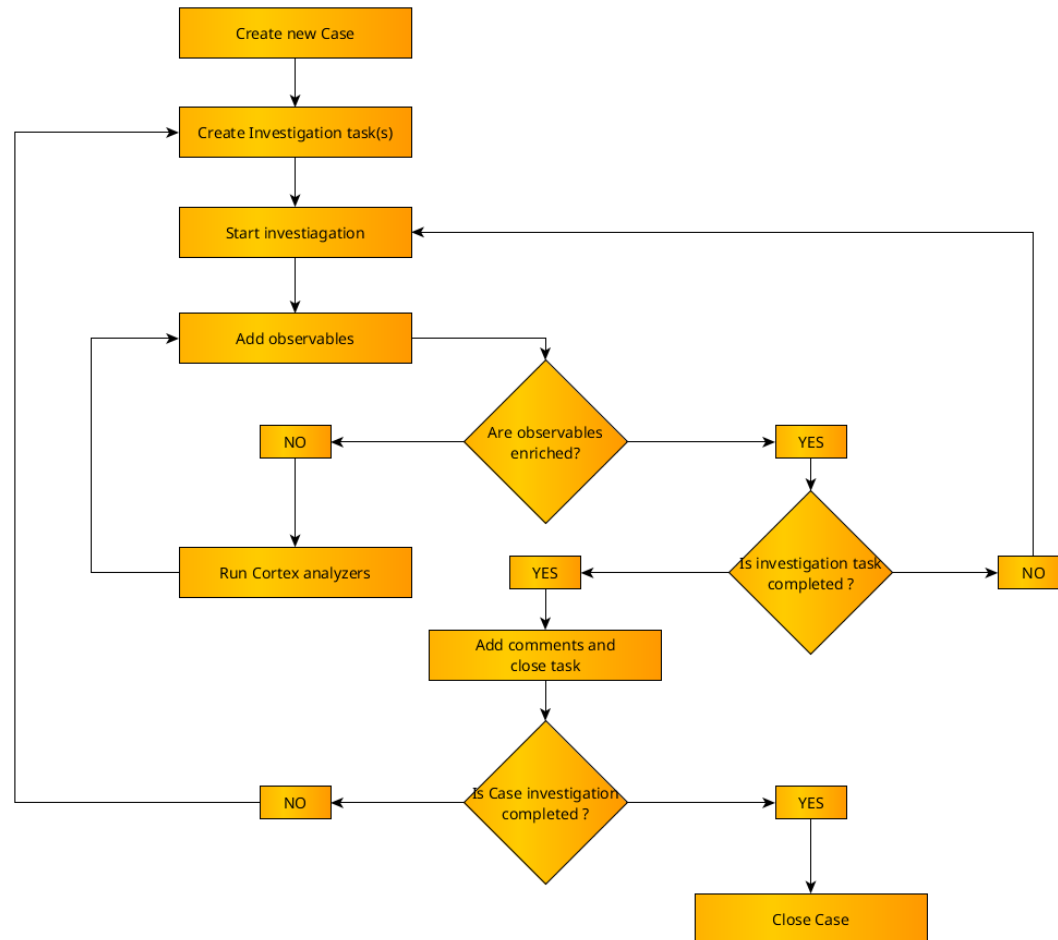 Create new Case
Create Investigation task(s)
Start investiagation
Add observables
Are observables
enriched?
NO
YES
Run Cortex analyzers
YES
Is investigation task
completed ?
NO
Add comments and
close task
NO
Is Case investigation
completed ?
YES
Close Case